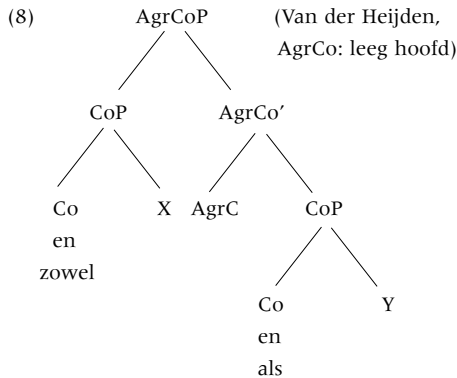 (8) AgrCoP (Van der Heijden,
AgrCo: leeg hoofd)
CoP AgrCo’
Co X AgrC CoP
en
zowel
Co Y
en
als